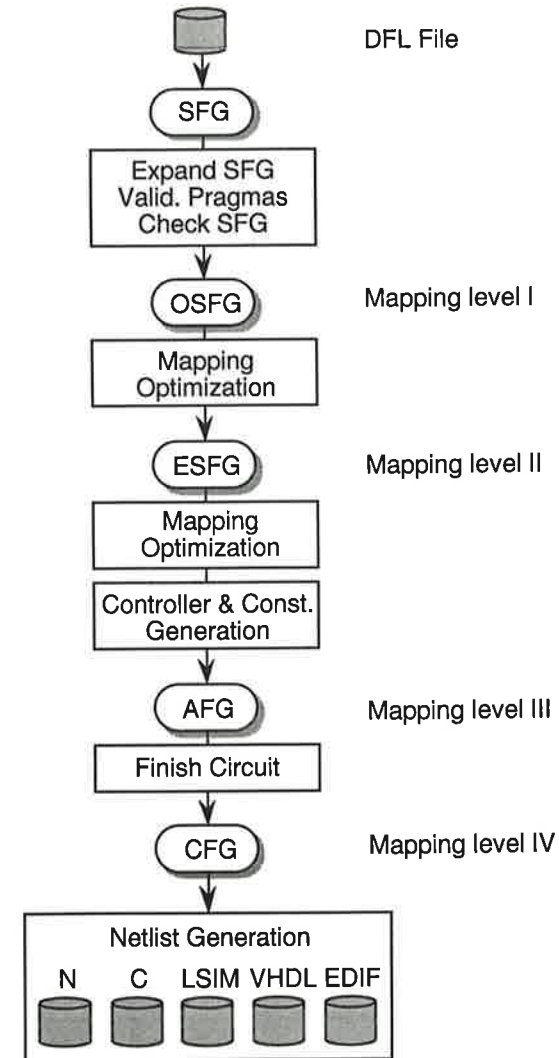 DFL File
SFG
Expand SFG
Valid. Pragmas
Check SFG
OSFG
Mapping level I
Mapping
Optimization
ESFG
Mapping level II
Mapping
Optimization
Controller & Const.
Generation
AFG
Mapping level III
Finish Circuit
CFG
Mapping level IV
Netlist Generation
N C LSIM VHDL EDIF